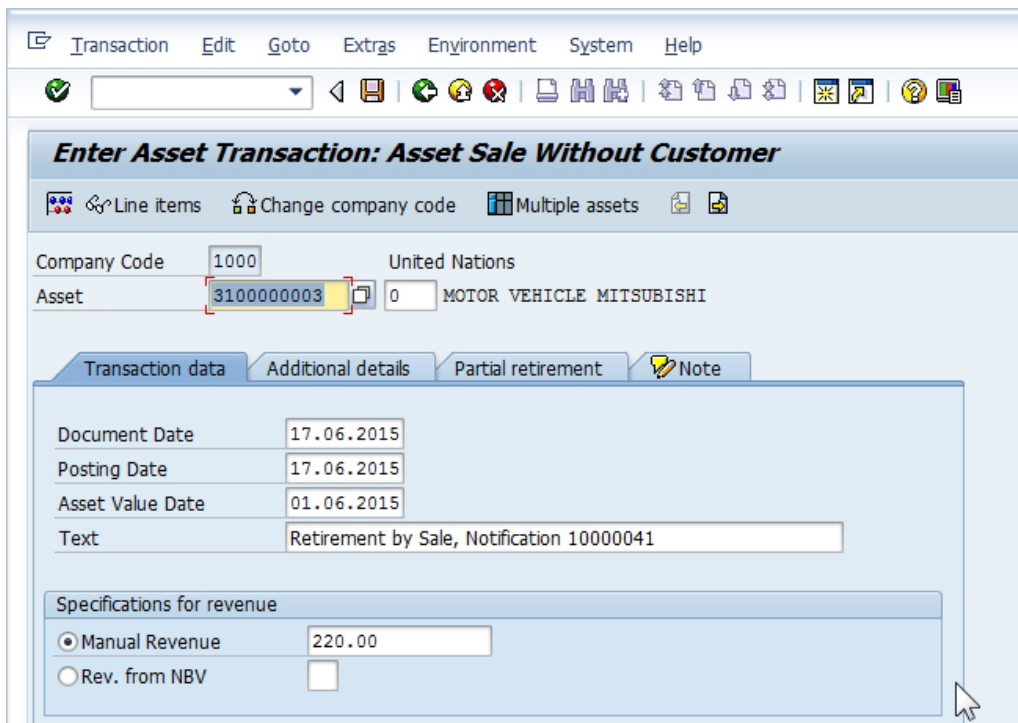 Transaction Edit Goto Extras Environment System Help
Enter Asset Transaction: Asset Sale Without Customer
Line items Change company code Multiple assets
Company Code 1000 United Nations
Asset 3100000003 0 MOTOR VEHICLE MITSUBISHI
Transaction data Additional details Partial retirement Note
Document Date 17.06.2015
Posting Date 17.06.2015
Asset Value Date 01.06.2015
Text Retirement by Sale, Notification 10000041
Specifications for revenue
Manual Revenue 220.00
Rev. from NBV